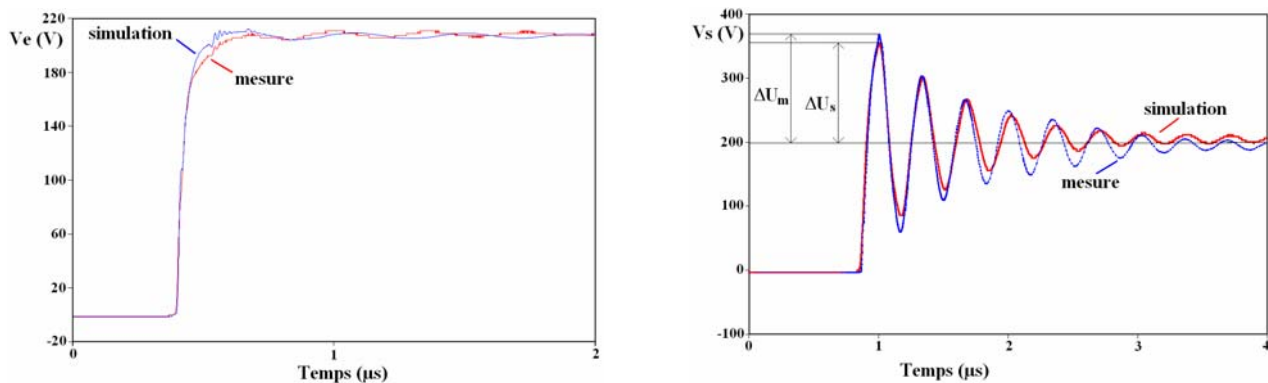 220
Ve (V)
180
140
100
60
20
-20
simulation
mesure
0
1
2
Temps (µs)
400
Vs (V)
300
200
100
0
-100
ΔUm
ΔUs
simulation
mesure
0
1
2
3
4
Temps (µs)